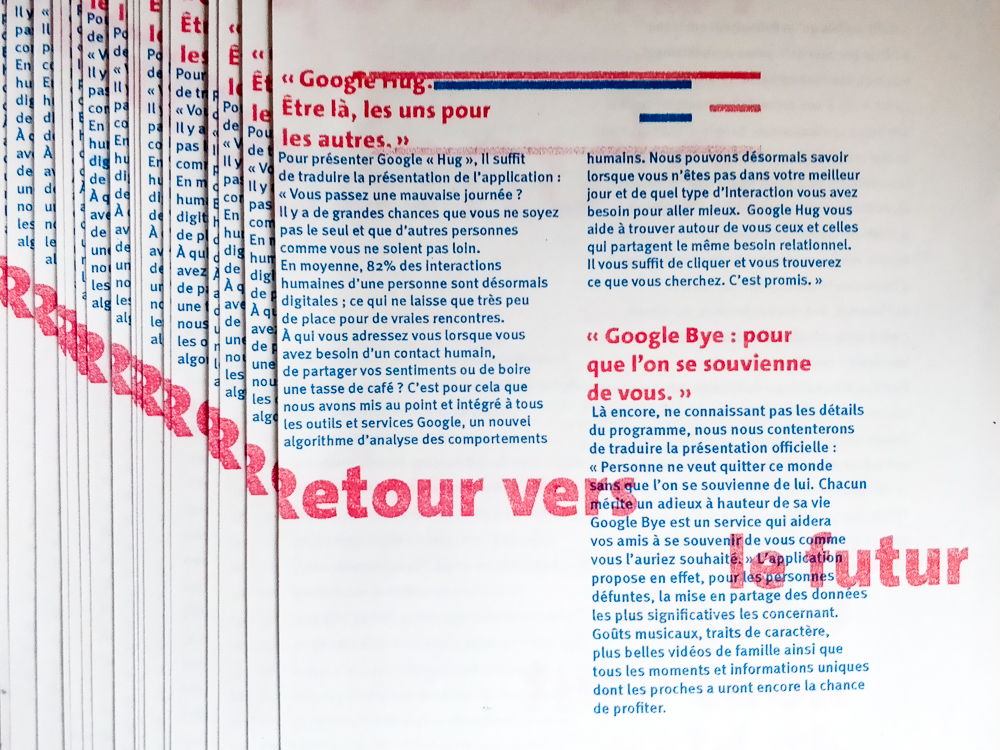 « Google Hug.
Être là, les uns pour
les autres. »
Pour présenter Google « Hug », il suffit
de traduire la présentation de l'application :
« Vous passez une mauvaise journée ?
Il y a de grandes chances que vous ne soyez
pas le seul et que d'autres personnes
comme vous ne soient pas loin.
En moyenne, 82% des interactions
humaines d'une personne sont désormais
digitales ; ce qui ne laisse que très peu
de place pour de vraies rencontres.
À qui vous adressez vous lorsque vous
avez besoin d'un contact humain,
de partager vos sentiments ou de boire
une tasse de café ? C'est pour cela que
nous avons mis au point et intégré à tous
les outils et services Google, un nouvel
algorithme d'analyse des comportements
humains. Nous pouvons désormais savoir
lorsque vous n'êtes pas dans votre meilleur
jour et de quel type d'interaction vous avez
besoin pour aller mieux. Google Hug vous
aide à trouver autour de vous ceux et celles
qui partagent le même besoin relationnel.
Il vous suffit de cliquer et vous trouverez
ce que vous cherchez. C'est promis. »
« Google Bye : pour
que l'on se souvienne
de vous. »
Là encore, ne connaissant pas les détails
du programme, nous nous contenterons
de traduire la présentation officielle :
« Personne ne veut quitter ce monde
sans que l'on se souvienne de lui. Chacun
mérite un adieux à hauteur de sa vie
Google Bye est un service qui aidera
vos amis à se souvenir de vous comme
vous l'auriez souhaité. » L'application
propose en effet, pour les personnes
défuntes, la mise en partage des données
les plus significatives les concernant.
Goûts musicaux, traits de caractère,
plus belles vidéos de famille ainsi que
tous les moments et informations uniques
dont les proches a uront encore la chance
de profiter.
Retour vers
le futur